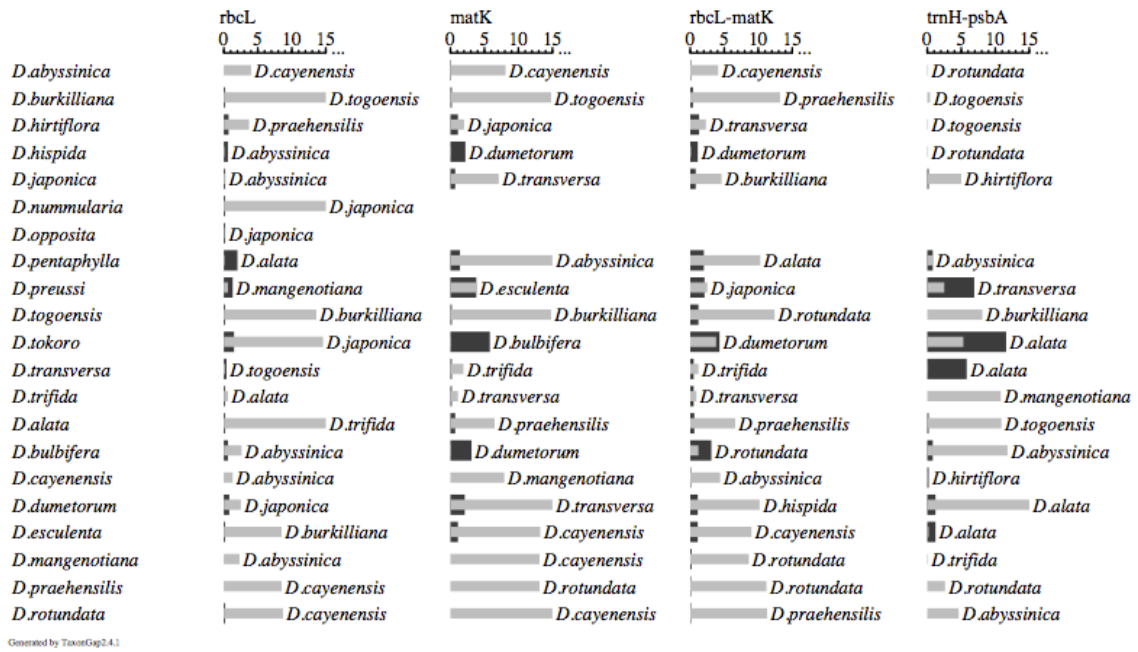 rbcL matK rbcL-matK trnH-psbA
0 5 10 15 ... 0 5 10 15 ... 0 5 10 15 ... 0 5 10 15 ...
D.abyssinica D.cayenensis D.cayenensis D.cayenensis D.rotundata
D.burkilliana D.togoensis D.togoensis D.praehensilis D.togoensis
D.hirtiflora D.praehensilis D.japonica D.transversa D.togoensis
D.hispida D.abyssinica D.dumetorum D.dumetorum D.rotundata
D.japonica D.abyssinica D.transversa D.burkilliana D.hirtiflora
D.nummularia D.japonica
D.opposita D.japonica
D.pentaphylla D.alata D.abyssinica D.alata D.abyssinica
D.preussi D.mangenotiana D.esculenta D.japonica D.transversa
D.togoensis D.burkilliana D.burkilliana D.rotundata D.burkilliana
D.tokoro D.japonica D.bulbifera D.dumetorum D.alata
D.transversa D.togoensis D.trifida D.trifida D.alata
D.trifida D.alata D.transversa D.transversa D.mangenotiana
D.alata D.trifida D.praehensilis D.praehensilis D.togoensis
D.bulbifera D.abyssinica D.dumetorum D.rotundata D.abyssinica
D.cayenensis D.abyssinica D.mangenotiana D.abyssinica D.hirtiflora
D.dumetorum D.japonica D.transversa D.hispida D.alata
D.esculenta D.burkilliana D.cayenensis D.cayenensis D.alata
D.mangenotiana D.abyssinica D.cayenensis D.rotundata D.trifida
D.praehensilis D.cayenensis D.rotundata D.rotundata D.rotundata
D.rotundata D.cayenensis D.cayenensis D.praehensilis D.abyssinica
Generated by TaxonGap2.4.1